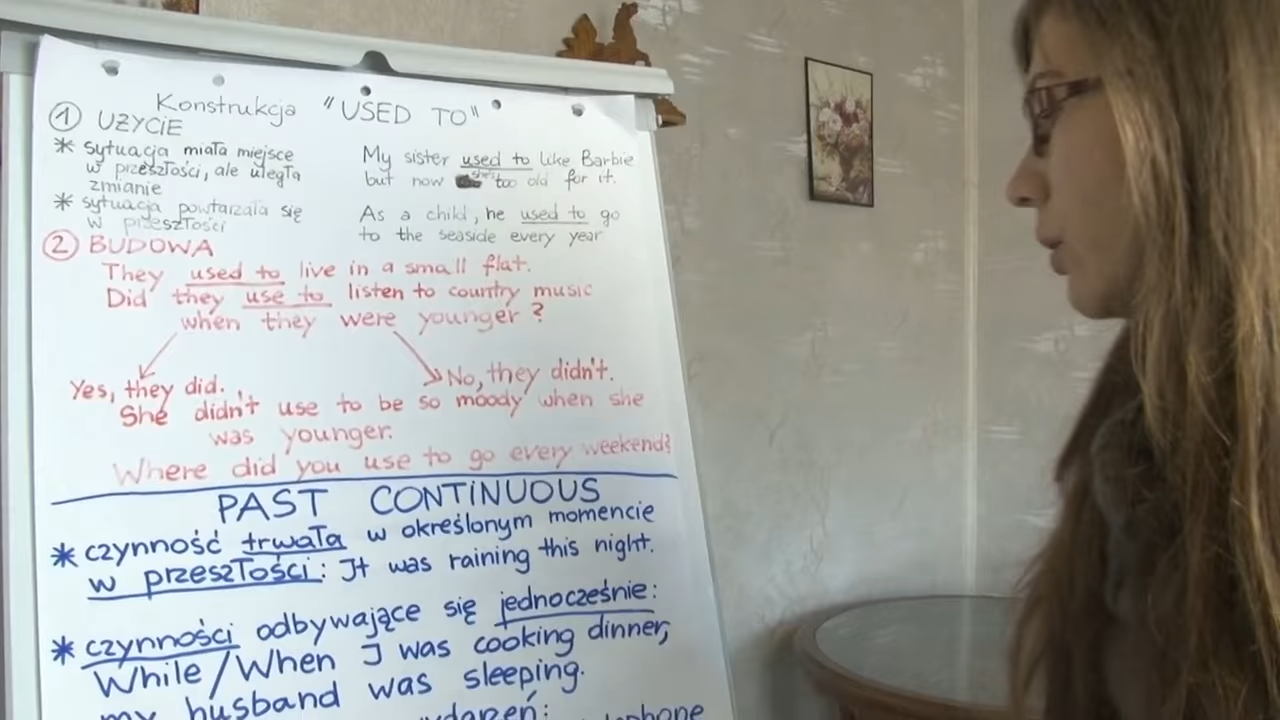 Konstrukcja "USED TO"
1 UŻYCIE
* sytuacja miała miejsce
w przeszłości, ale uległa
zmianie
My sister used to like Barbie
but now she's too old for it.
* sytuacja powtarzała się
w przeszłości
As a child, he used to go
to the seaside every year
2 BUDOWA
They used to live in a small flat.
Did they use to listen to country music
when they were younger?
Yes, they did.
No, they didn't.
She didn't use to be so moody when she
was younger.
Where did you use to go every weekend?
PAST CONTINUOUS
* czynność trwała w określonym momencie
w przeszłości: It was raining this night.
* czynności odbywające się jednocześnie:
While/When I was cooking dinner,
my husband was sleeping.